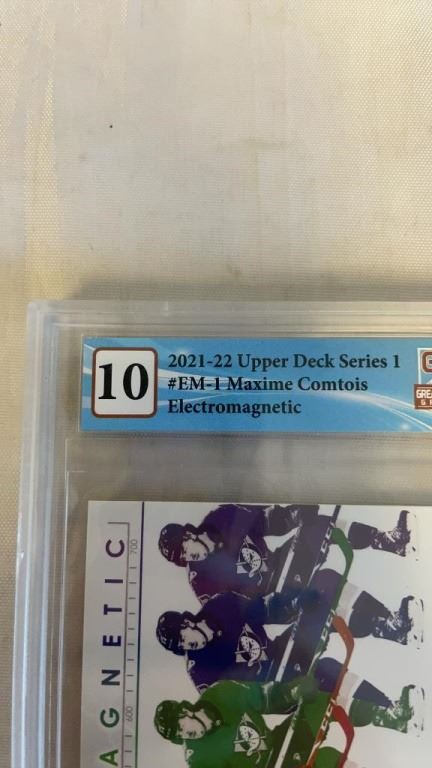 10
2021-22 Upper Deck Series 1
#EM-1 Maxime Comtois
Electromagnetic
AGNETIC
700
600